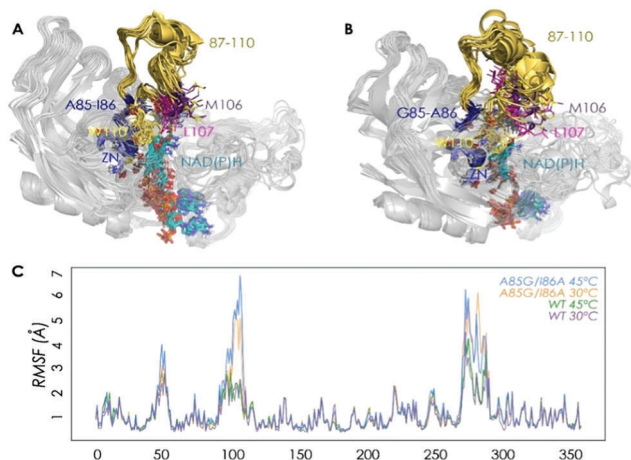 A
87-110
A85-I86
M106
W110
L107
ZN
NAD(P)H
B
87-110
G85-A86
M106
L107
W110
NAD(P)H
ZN
C
7
6
5
4
3
2
1
RMSF (Å)
A85G/I86A 45ºC
A85G/I86A 30ºC
WT 45ºC
WT 30ºC
0 50 100 150 200 250 300 350